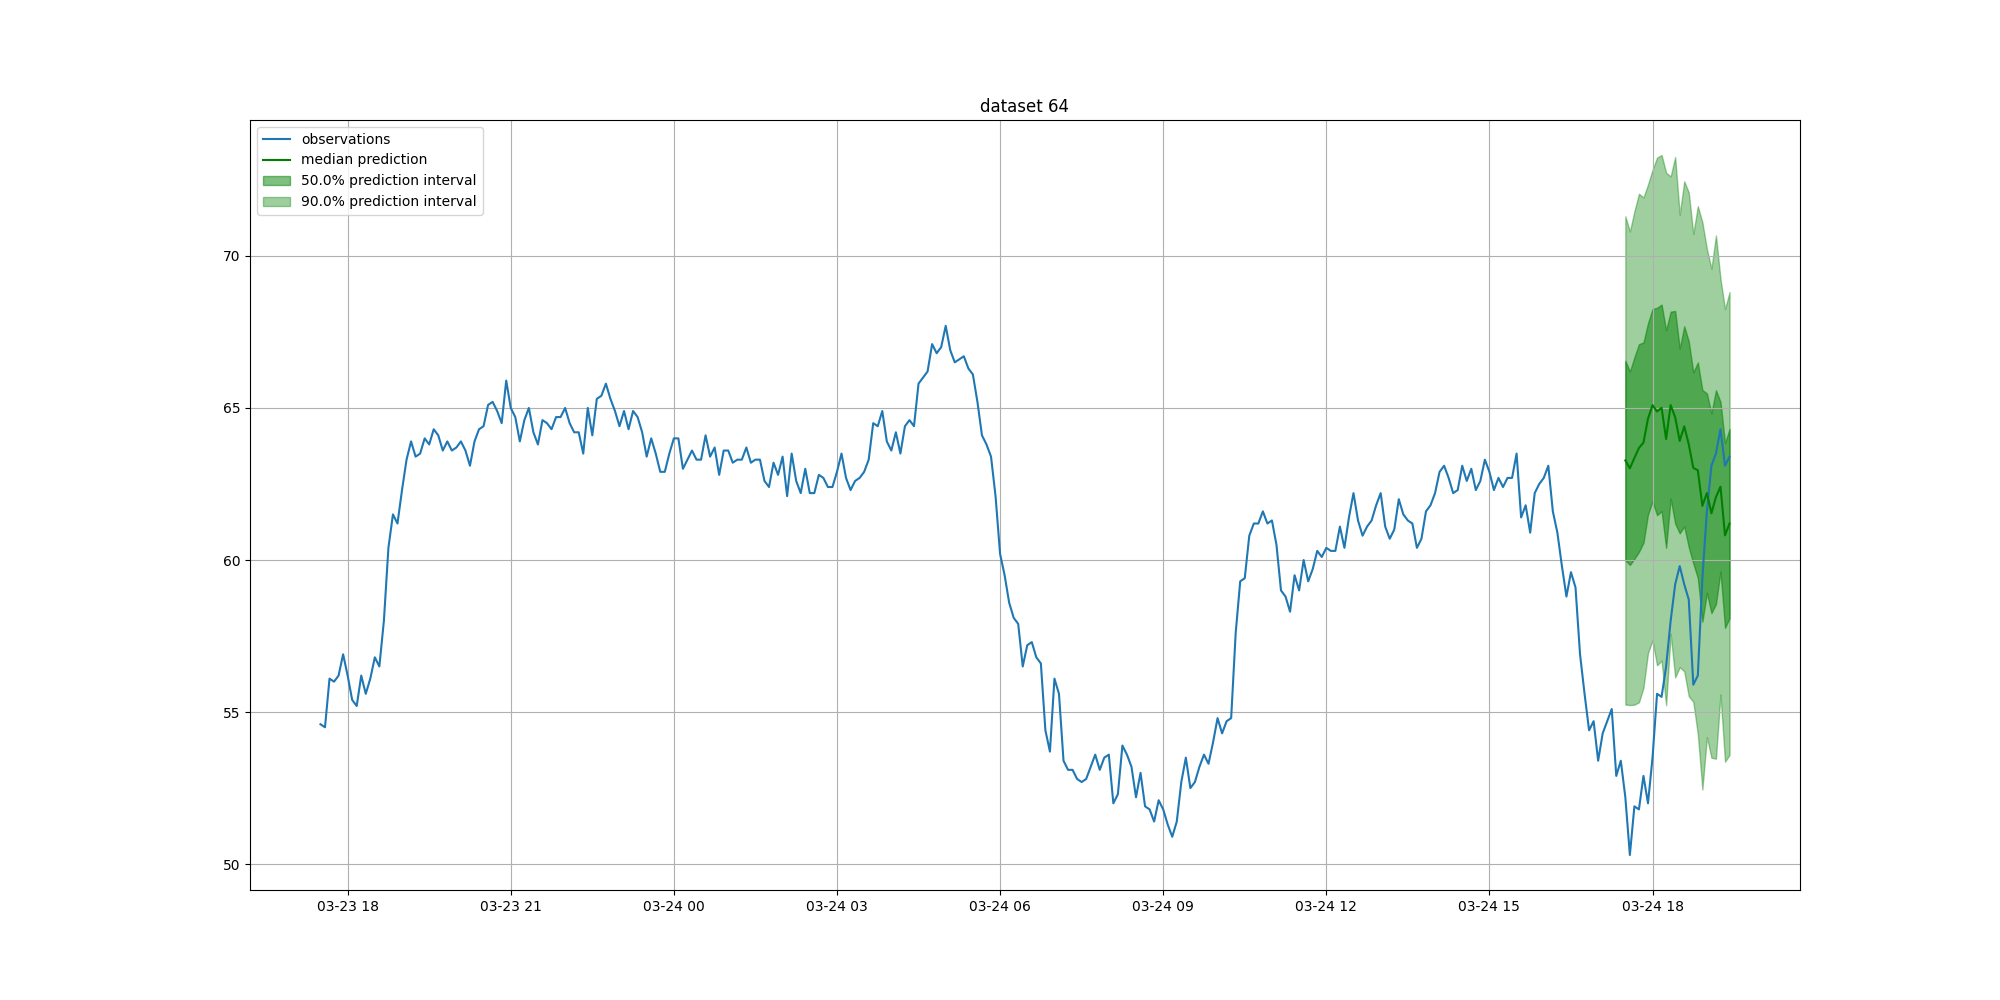 dataset 64
observations
median prediction
50.0% prediction interval
90.0% prediction interval
70
65
60
55
50
03-23 18
03-23 21
03-24 00
03-24 03
03-24 06
03-24 09
03-24 12
03-24 15
03-24 18